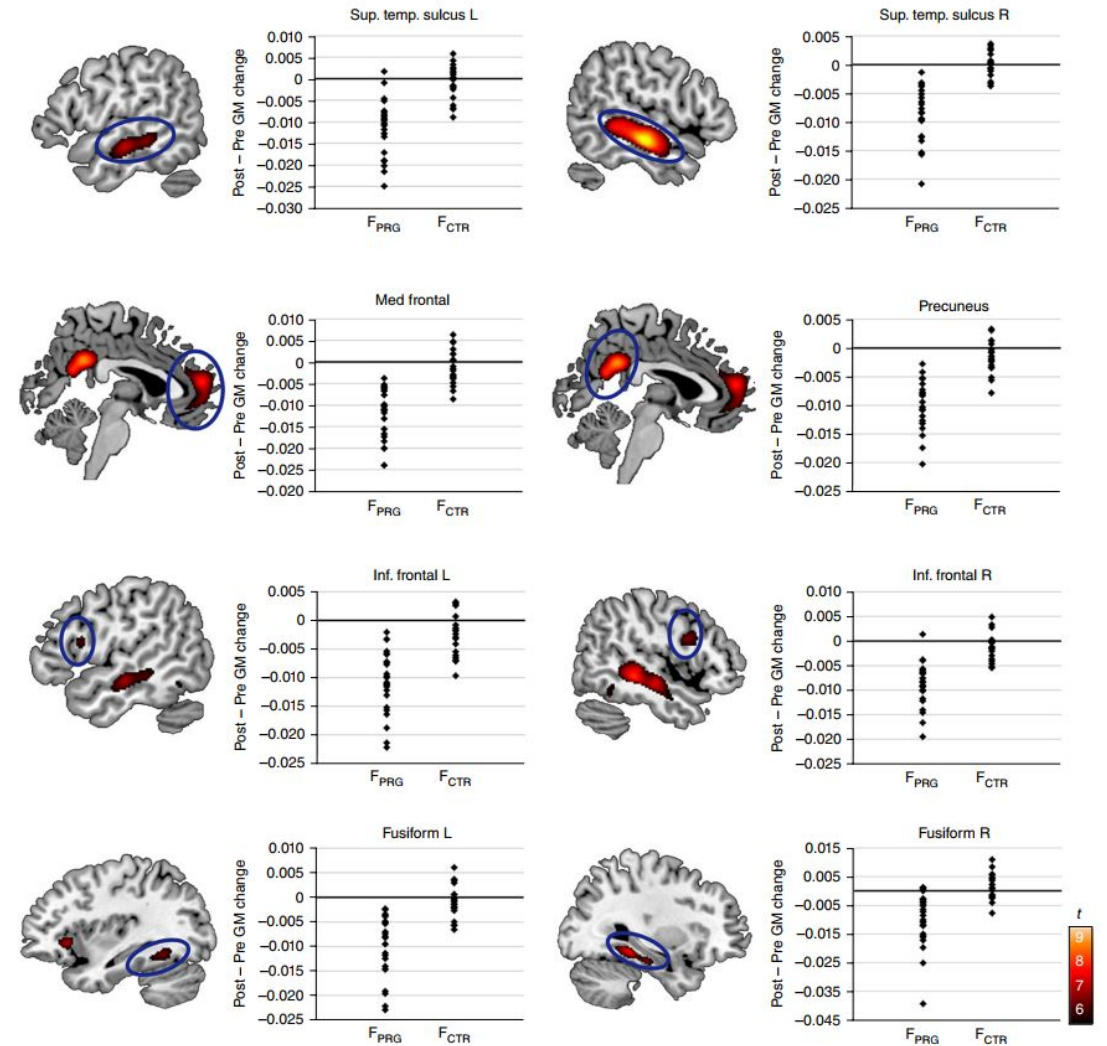 Sup. temp. sulcus L
Post – Pre GM change
0.010
0.005
0
−0.005
−0.010
−0.015
−0.020
−0.025
−0.030
FPRG FCTR
Sup. temp. sulcus R
Post – Pre GM change
0.005
0
−0.005
−0.010
−0.015
−0.020
−0.025
FPRG FCTR
Med frontal
Post – Pre GM change
0.010
0.005
0
−0.005
−0.010
−0.015
−0.020
−0.025
−0.020
FPRG FCTR
Precuneus
Post – Pre GM change
0.005
0
−0.005
−0.010
−0.015
−0.020
−0.025
FPRG FCTR
Inf. frontal L
Post – Pre GM change
0.005
0
−0.005
−0.010
−0.015
−0.020
−0.025
FPRG FCTR
Inf. frontal R
Post – Pre GM change
0.010
0.005
0
−0.005
−0.010
−0.015
−0.020
−0.025
FPRG FCTR
Fusiform L
Post – Pre GM change
0.010
0.005
0
−0.005
−0.010
−0.015
−0.020
−0.025
FPRG FCTR
Fusiform R
Post – Pre GM change
0.015
0.005
−0.005
−0.015
−0.025
−0.035
−0.045
FPRG FCTR
t
9
8
7
6